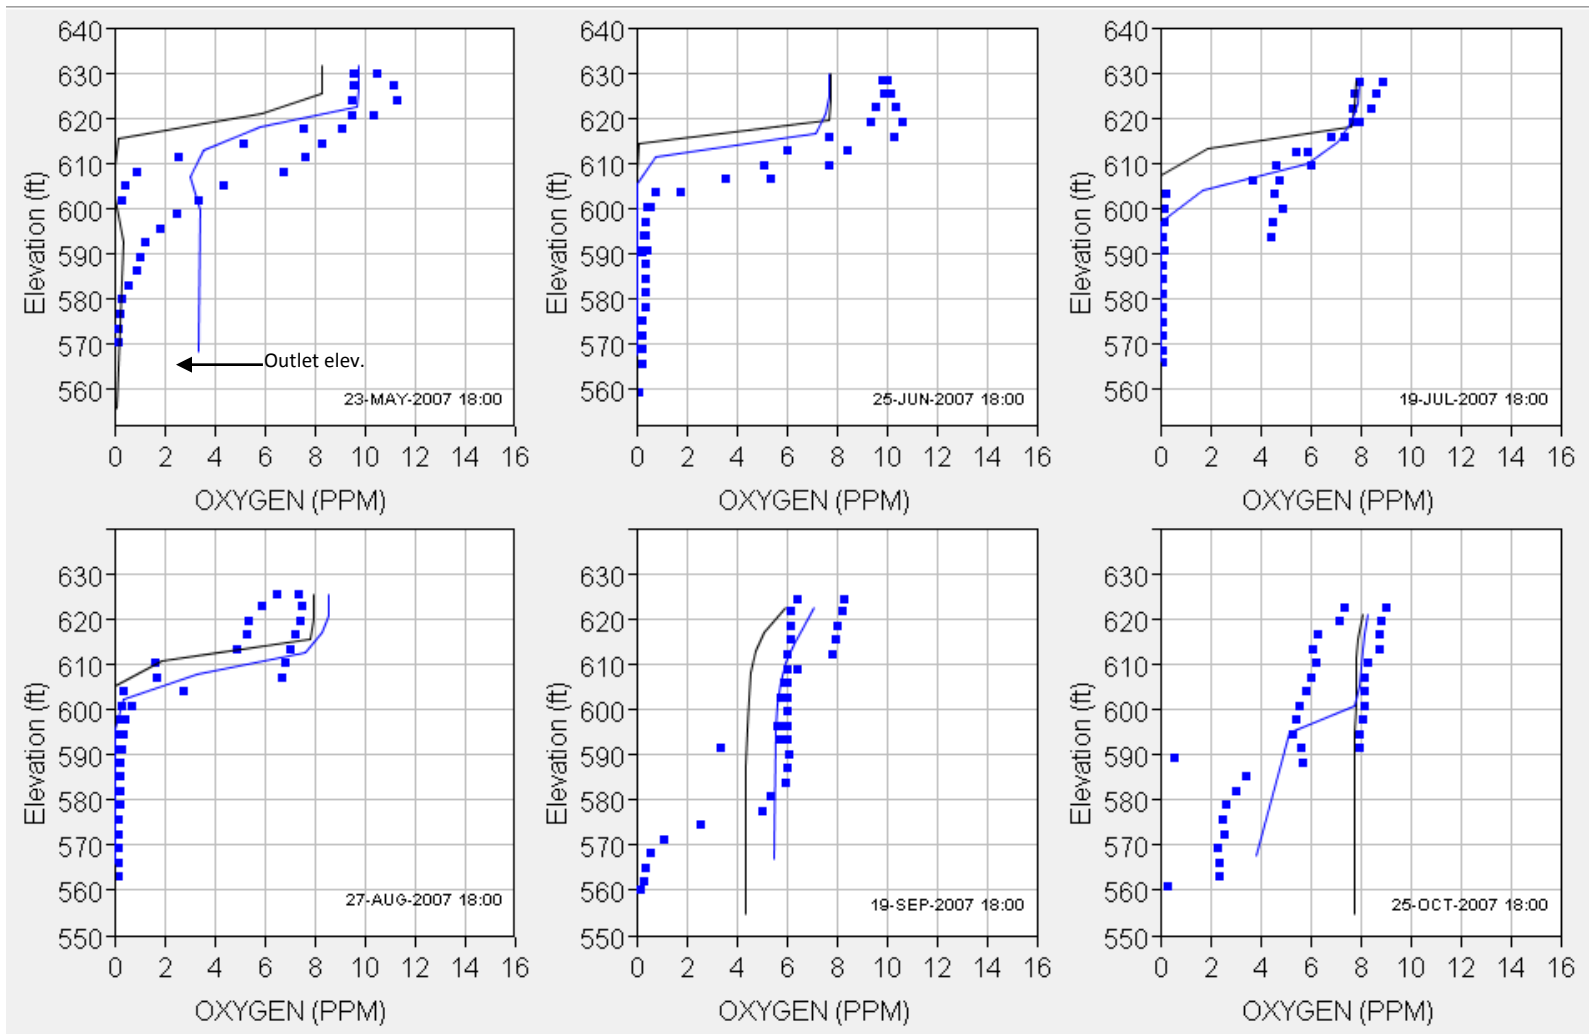 640
630
620
610
600
590
580
570
560
Elevation (ft)
Outlet elev.
23-MAY-2007 18:00
0 2 4 6 8 10 12 14 16
OXYGEN (PPM)
640
630
620
610
600
590
580
570
560
Elevation (ft)
25-JUN-2007 18:00
0 2 4 6 8 10 12 14 16
OXYGEN (PPM)
640
630
620
610
600
590
580
570
560
Elevation (ft)
19-JUL-2007 18:00
0 2 4 6 8 10 12 14 16
OXYGEN (PPM)
630
620
610
600
590
580
570
560
550
Elevation (ft)
27-AUG-2007 18:00
0 2 4 6 8 10 12 14 16
OXYGEN (PPM)
630
620
610
600
590
580
570
560
550
Elevation (ft)
19-SEP-2007 18:00
0 2 4 6 8 10 12 14 16
OXYGEN (PPM)
630
620
610
600
590
580
570
560
550
Elevation (ft)
25-OCT-2007 18:00
0 2 4 6 8 10 12 14 16
OXYGEN (PPM)